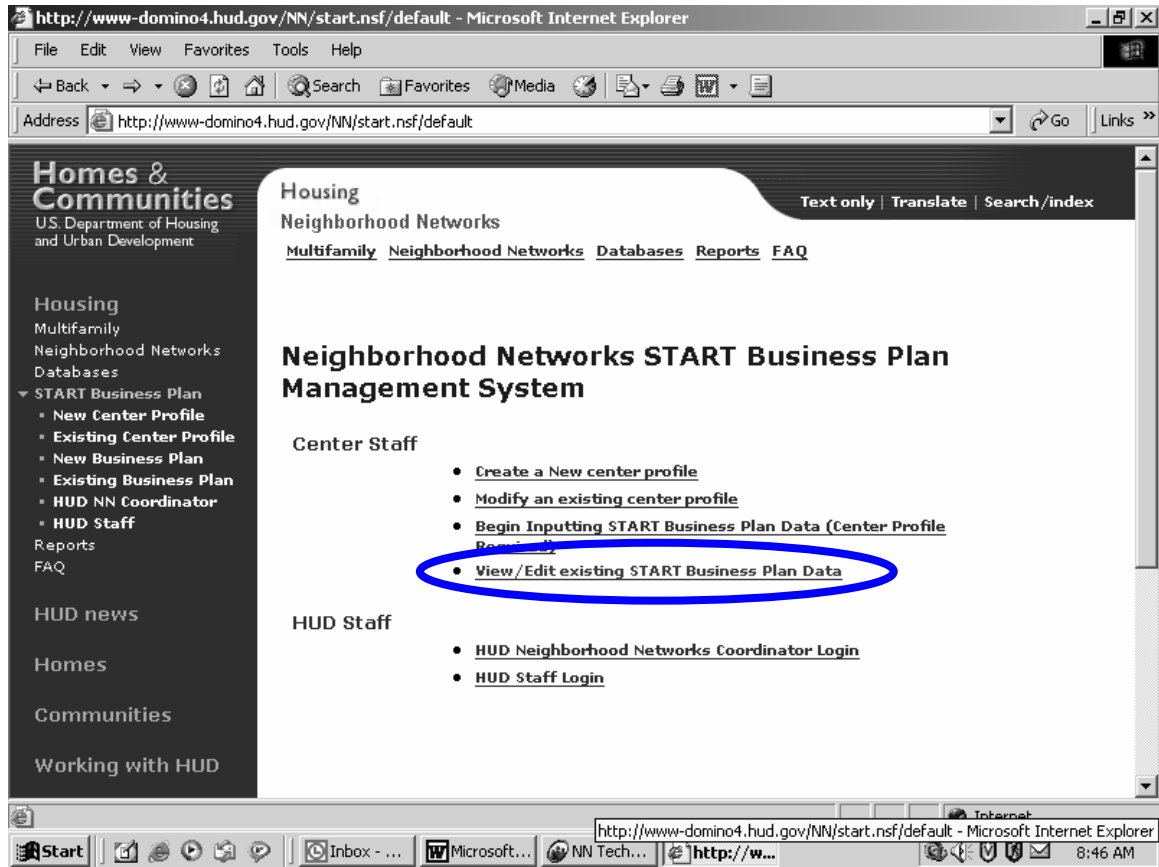 http://www-domino4.hud.gov/NN/start.nsf/default - Microsoft Internet Explorer
File Edit View Favorites Tools Help
Back Search Favorites Media
Address http://www-domino4.hud.gov/NN/start.nsf/default Go Links »
Homes &
Communities
U.S. Department of Housing
and Urban Development
Housing
Multifamily
Neighborhood Networks
Databases
START Business Plan
New Center Profile
Existing Center Profile
New Business Plan
Existing Business Plan
HUD NN Coordinator
HUD Staff
Reports
FAQ
HUD news
Homes
Communities
Working with HUD
Housing
Neighborhood Networks
Text only | Translate | Search/index
Multifamily Neighborhood Networks Databases Reports FAQ
Neighborhood Networks START Business Plan
Management System
Center Staff
• Create a New center profile
• Modify an existing center profile
• Begin Inputting START Business Plan Data (Center Profile
Required)
• View/Edit existing START Business Plan Data
HUD Staff
• HUD Neighborhood Networks Coordinator Login
• HUD Staff Login
Internet
http://www-domino4.hud.gov/NN/start.nsf/default - Microsoft Internet Explorer
Start Inbox - ... Microsoft... NN Tech... http://w... 8:46 AM